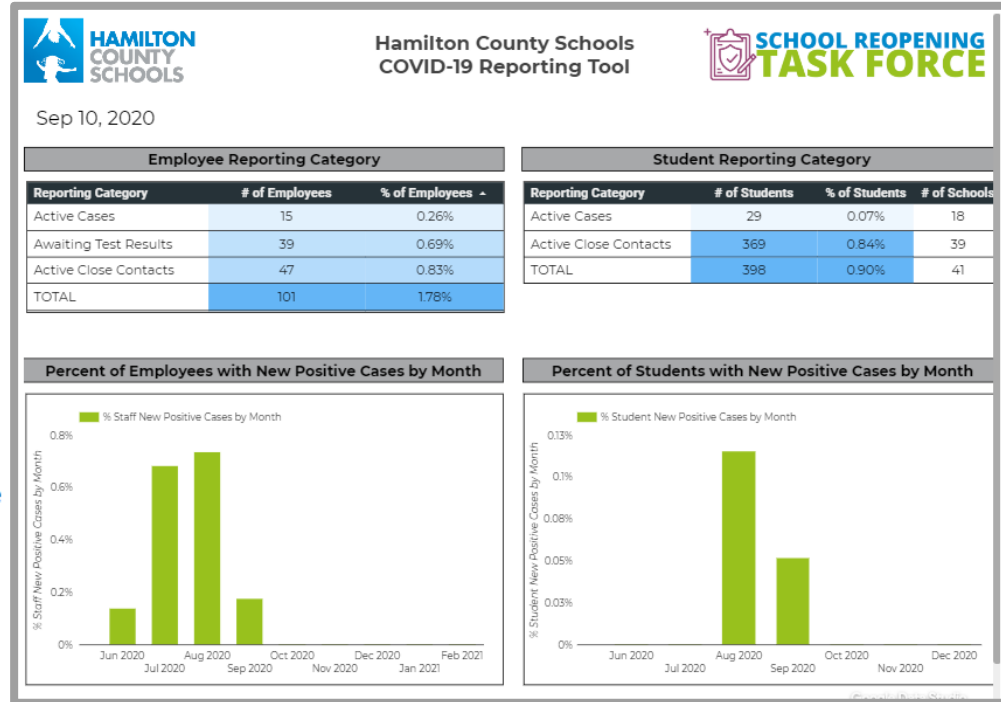 HAMILTON
COUNTY
SCHOOLS
Hamilton County Schools
COVID-19 Reporting Tool
SCHOOL REOPENING
TASK FORCE
Sep 10, 2020
Employee Reporting Category
Reporting Category # of Employees % of Employees
Active Cases 15 0.26%
Awaiting Test Results 39 0.69%
Active Close Contacts 47 0.83%
TOTAL 101 1.78%
Student Reporting Category
Reporting Category # of Students % of Students # of Schools
Active Cases 29 0.07% 18
Active Close Contacts 369 0.84% 39
TOTAL 398 0.90% 41
Percent of Employees with New Positive Cases by Month
% Staff New Positive Cases by Month
% Staff New Positive Cases by Month
0.8%
0.6%
0.4%
0.2%
0%
Jun 2020 Aug 2020 Oct 2020 Dec 2020 Feb 2021
Jul 2020 Sep 2020 Nov 2020 Jan 2021
Percent of Students with New Positive Cases by Month
% Student New Positive Cases by Month
% Student New Positive Cases by Month
0.13%
0.1%
0.08%
0.05%
0.03%
0%
Jun 2020 Aug 2020 Oct 2020 Dec 2020
Jul 2020 Sep 2020 Nov 2020